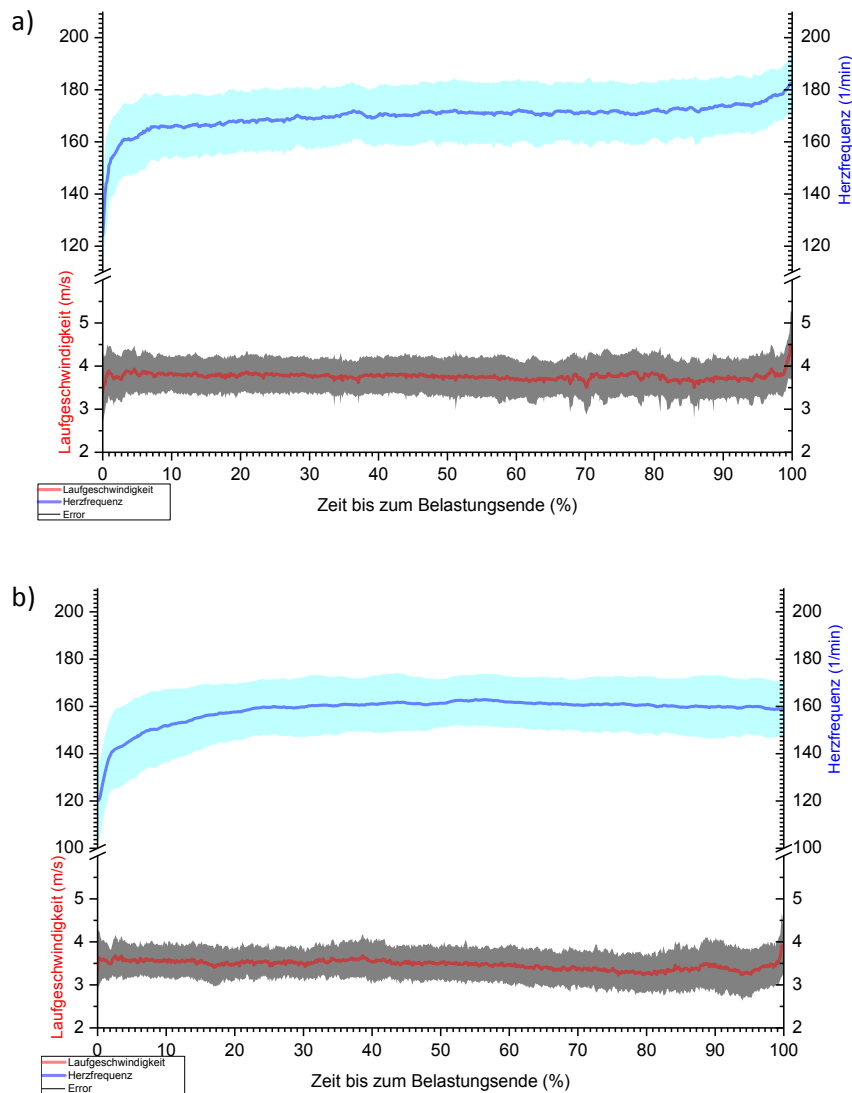 a)
200
180
160
140
120
5
4
3
2
200
180
160
140
120
5
4
3
2
Herzfrequenz (1/min)
Laufgeschwindigkeit (m/s)
0 10 20 30 40 50 60 70 80 90 100
Zeit bis zum Belastungsende (%)
Laufgeschwindigkeit
Herzfrequenz
Error
b)
200
180
160
140
120
100
5
4
3
2
200
180
160
140
120
100
5
4
3
2
Herzfrequenz (1/min)
Laufgeschwindigkeit (m/s)
0 10 20 30 40 50 60 70 80 90 100
Zeit bis zum Belastungsende (%)
Laufgeschwindigkeit
Herzfrequenz
Error